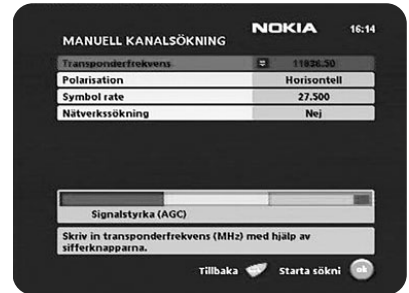 NOKIA 16:14
MANUELL KANALSÖKNING
Transponderfrekvens 11938.50
Polarisation Horisontell
Symbol rate 27.500
Nätverkssökning Nej
Signalstyrka (AGC)
Skriv in transponderfrekvens (MHz) med hjälp av
sifferknapparna.
Tillbaka Starta sökni ok